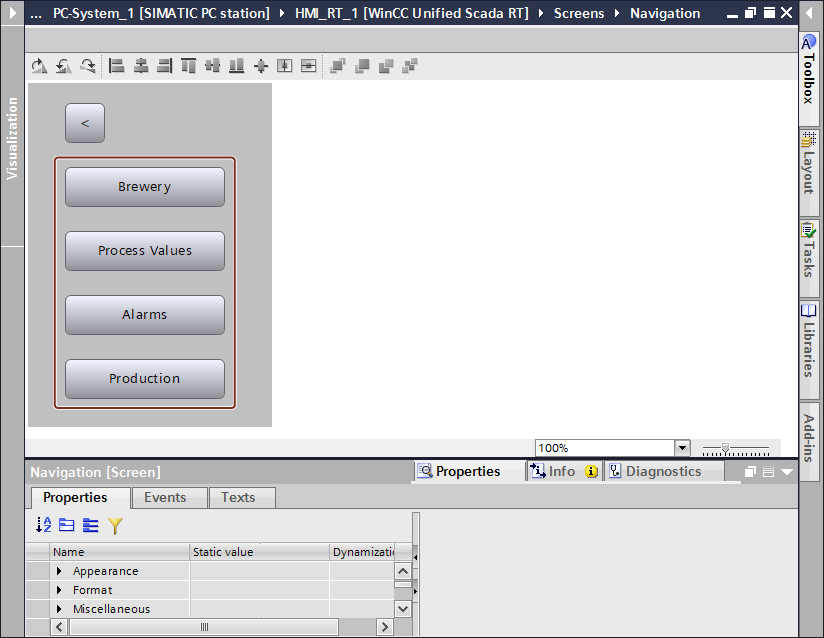 ... PC-System_1 [SIMATIC PC station] HMI_RT_1 [WinCC Unified Scada RT] Screens Navigation
Visualization
<
Brewery
Process Values
Alarms
Production
Toolbox
Layout
Tasks
Libraries
Add-ins
100%
Navigation [Screen]
Properties
Info
Diagnostics
Properties
Events
Texts
Name Static value Dynamizatic
Appearance
Format
Miscellaneous